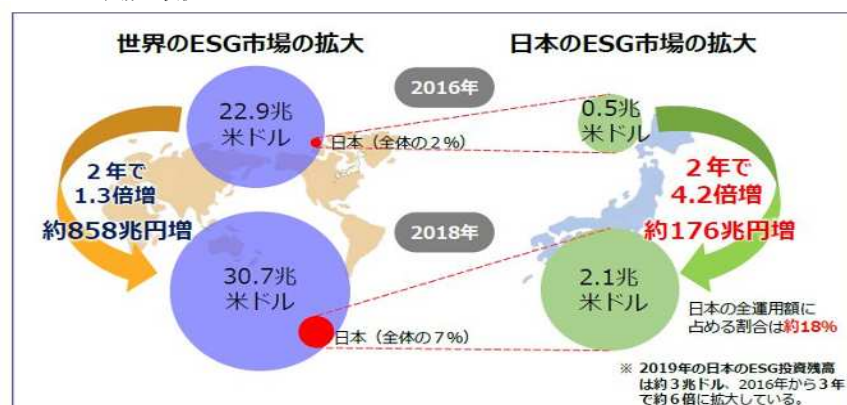 世界のESG市場の拡大
日本のESG市場の拡大
2016年
22.9兆
米ドル
日本（全体の２%）
0.5兆
米ドル
２年で
1.3倍増
約858兆円増
２年で
4.2倍増
約176兆円増
2018年
30.7兆
米ドル
日本（全体の７%）
2.1兆
米ドル
日本の全運用額に
占める割合は約18%
※ 2019年の日本のESG投資残高
は約３兆ドル、2016年から３年
で約６倍に拡大している。